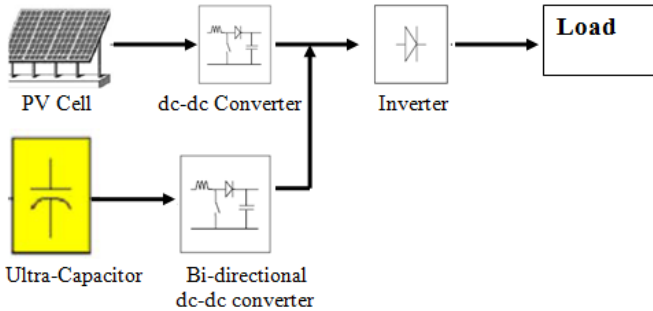 Load
PV Cell
dc-dc Converter
Inverter
Ultra-Capacitor
Bi-directional
dc-dc converter